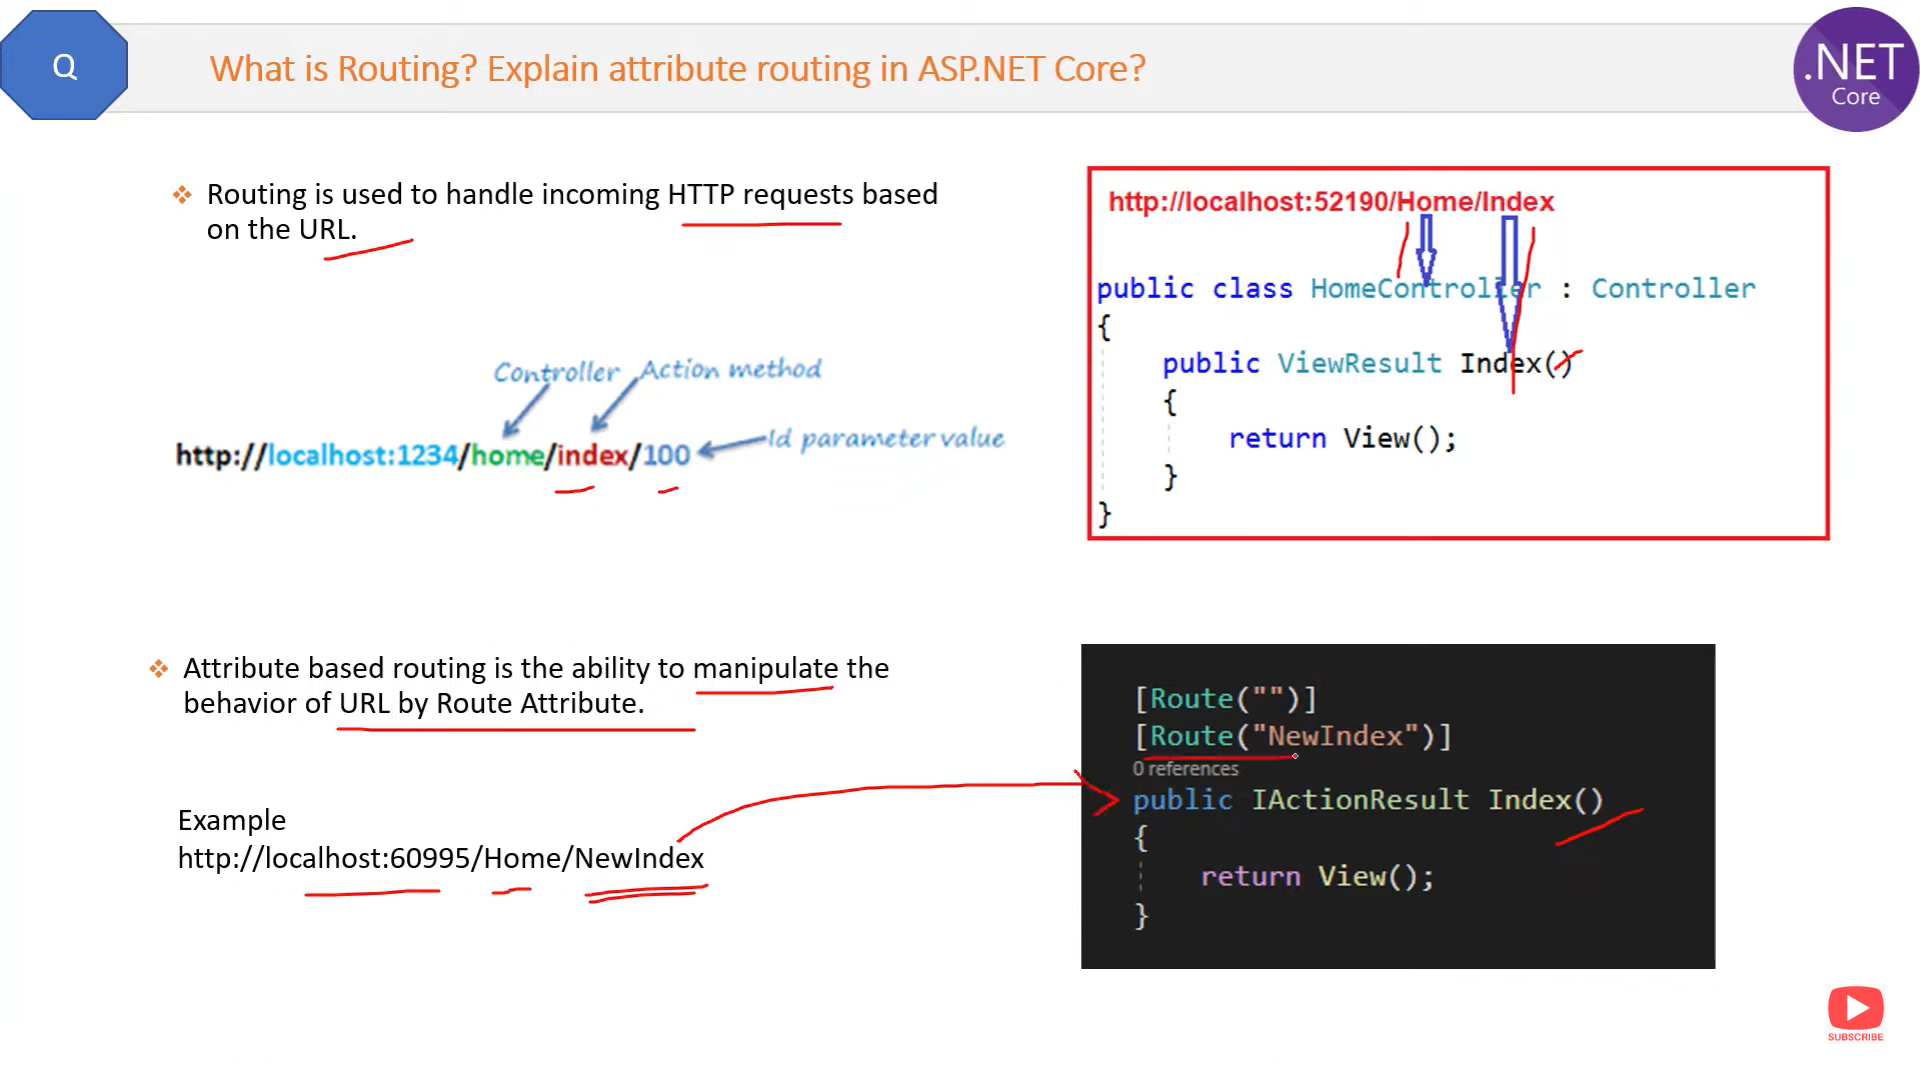 Q
What is Routing? Explain attribute routing in ASP.NET Core?
.NET
Core
Routing is used to handle incoming HTTP requests based
on the URL.
Controller
Action method
http://localhost:1234/home/index/100
Id parameter value
http://localhost:52190/Home/Index
public class HomeController : Controller
{
public ViewResult Index()
{
return View();
}
}
Attribute based routing is the ability to manipulate the
behavior of URL by Route Attribute.
Example
http://localhost:60995/Home/NewIndex
[Route("")]
[Route("NewIndex")]
0 references
public IActionResult Index()
{
return View();
}
SUBSCRIBE